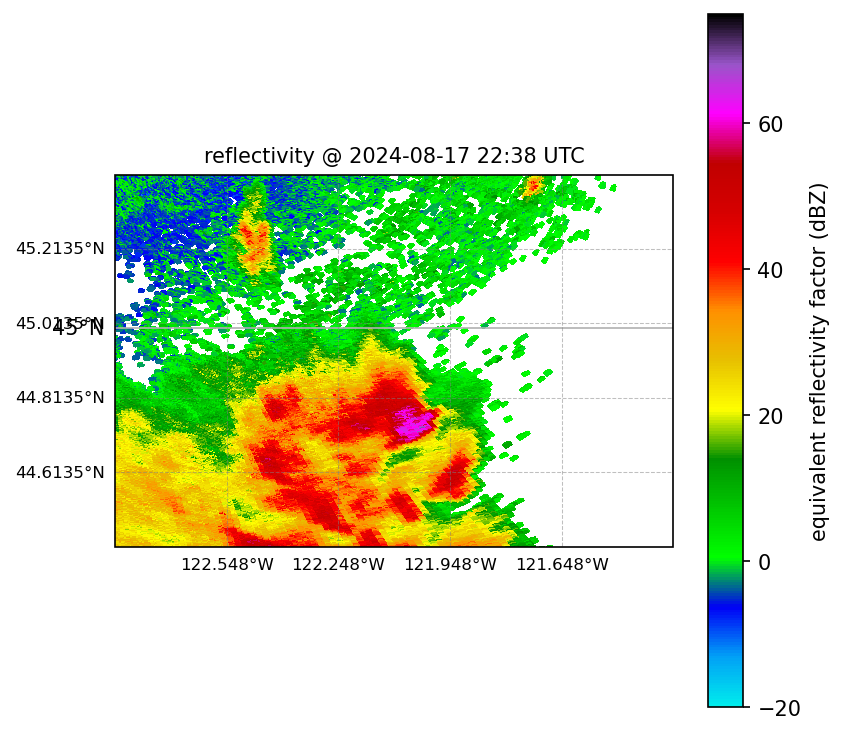 reflectivity @ 2024-08-17 22:38 UTC
45.2135°N
45.0135°N
45°N
44.8135°N
44.6135°N
122.548°W 122.248°W 121.948°W 121.648°W
60
40
20
0
−20
equivalent reflectivity factor (dBZ)